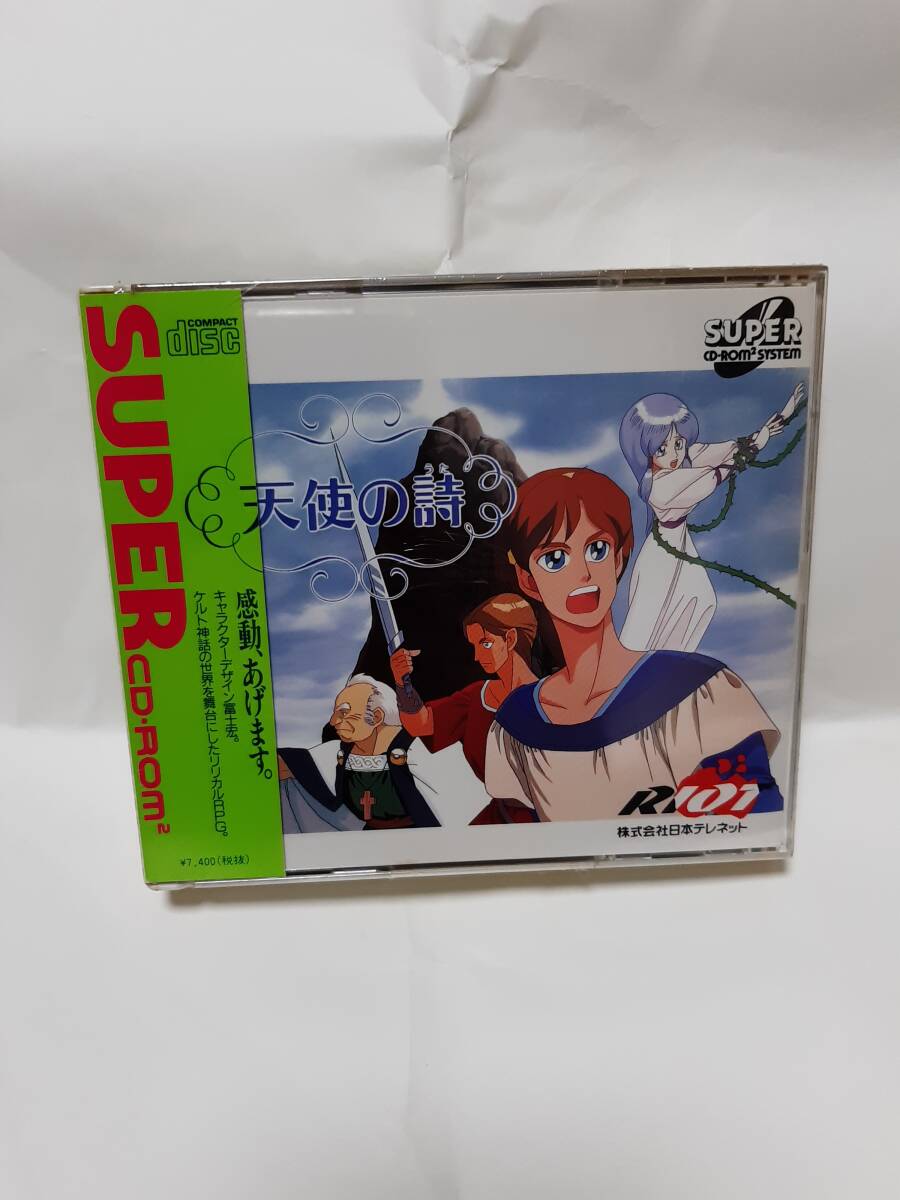 SUPER CD·ROM²
COMPACT
disc
SUPER
CD-ROM² SYSTEM
うた
天使の詩
感動、あげます。
キャラクターデザイン冨士宏。
ケルト神話の世界を舞台にしたリリカルRPG。
¥7,400(税抜)
RIOT
株式会社日本テレネット